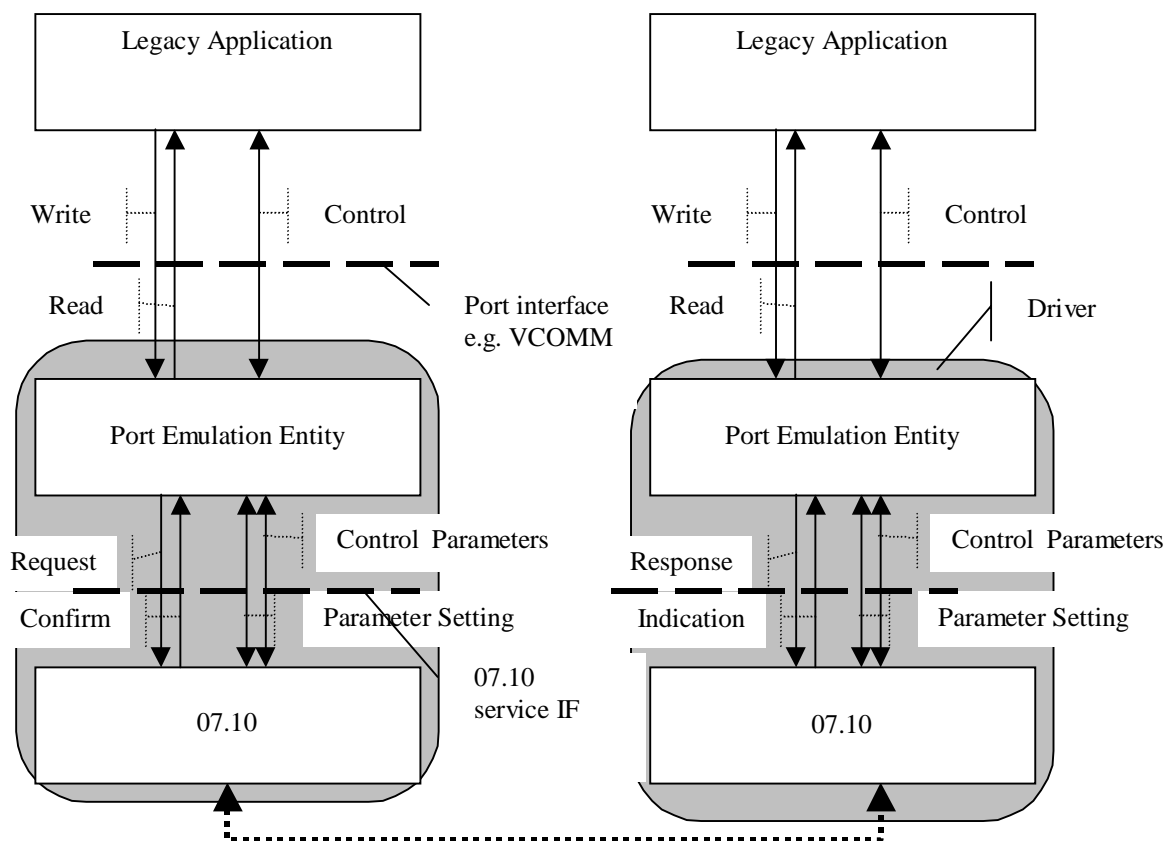 Legacy Application
Legacy Application
Write
Control
Write
Control
Read
Port interface
e.g. VCOMM
Read
Driver
Port Emulation Entity
Port Emulation Entity
Request
Control Parameters
Response
Control Parameters
Confirm
Parameter Setting
Indication
Parameter Setting
07.10
service IF
07.10
07.10